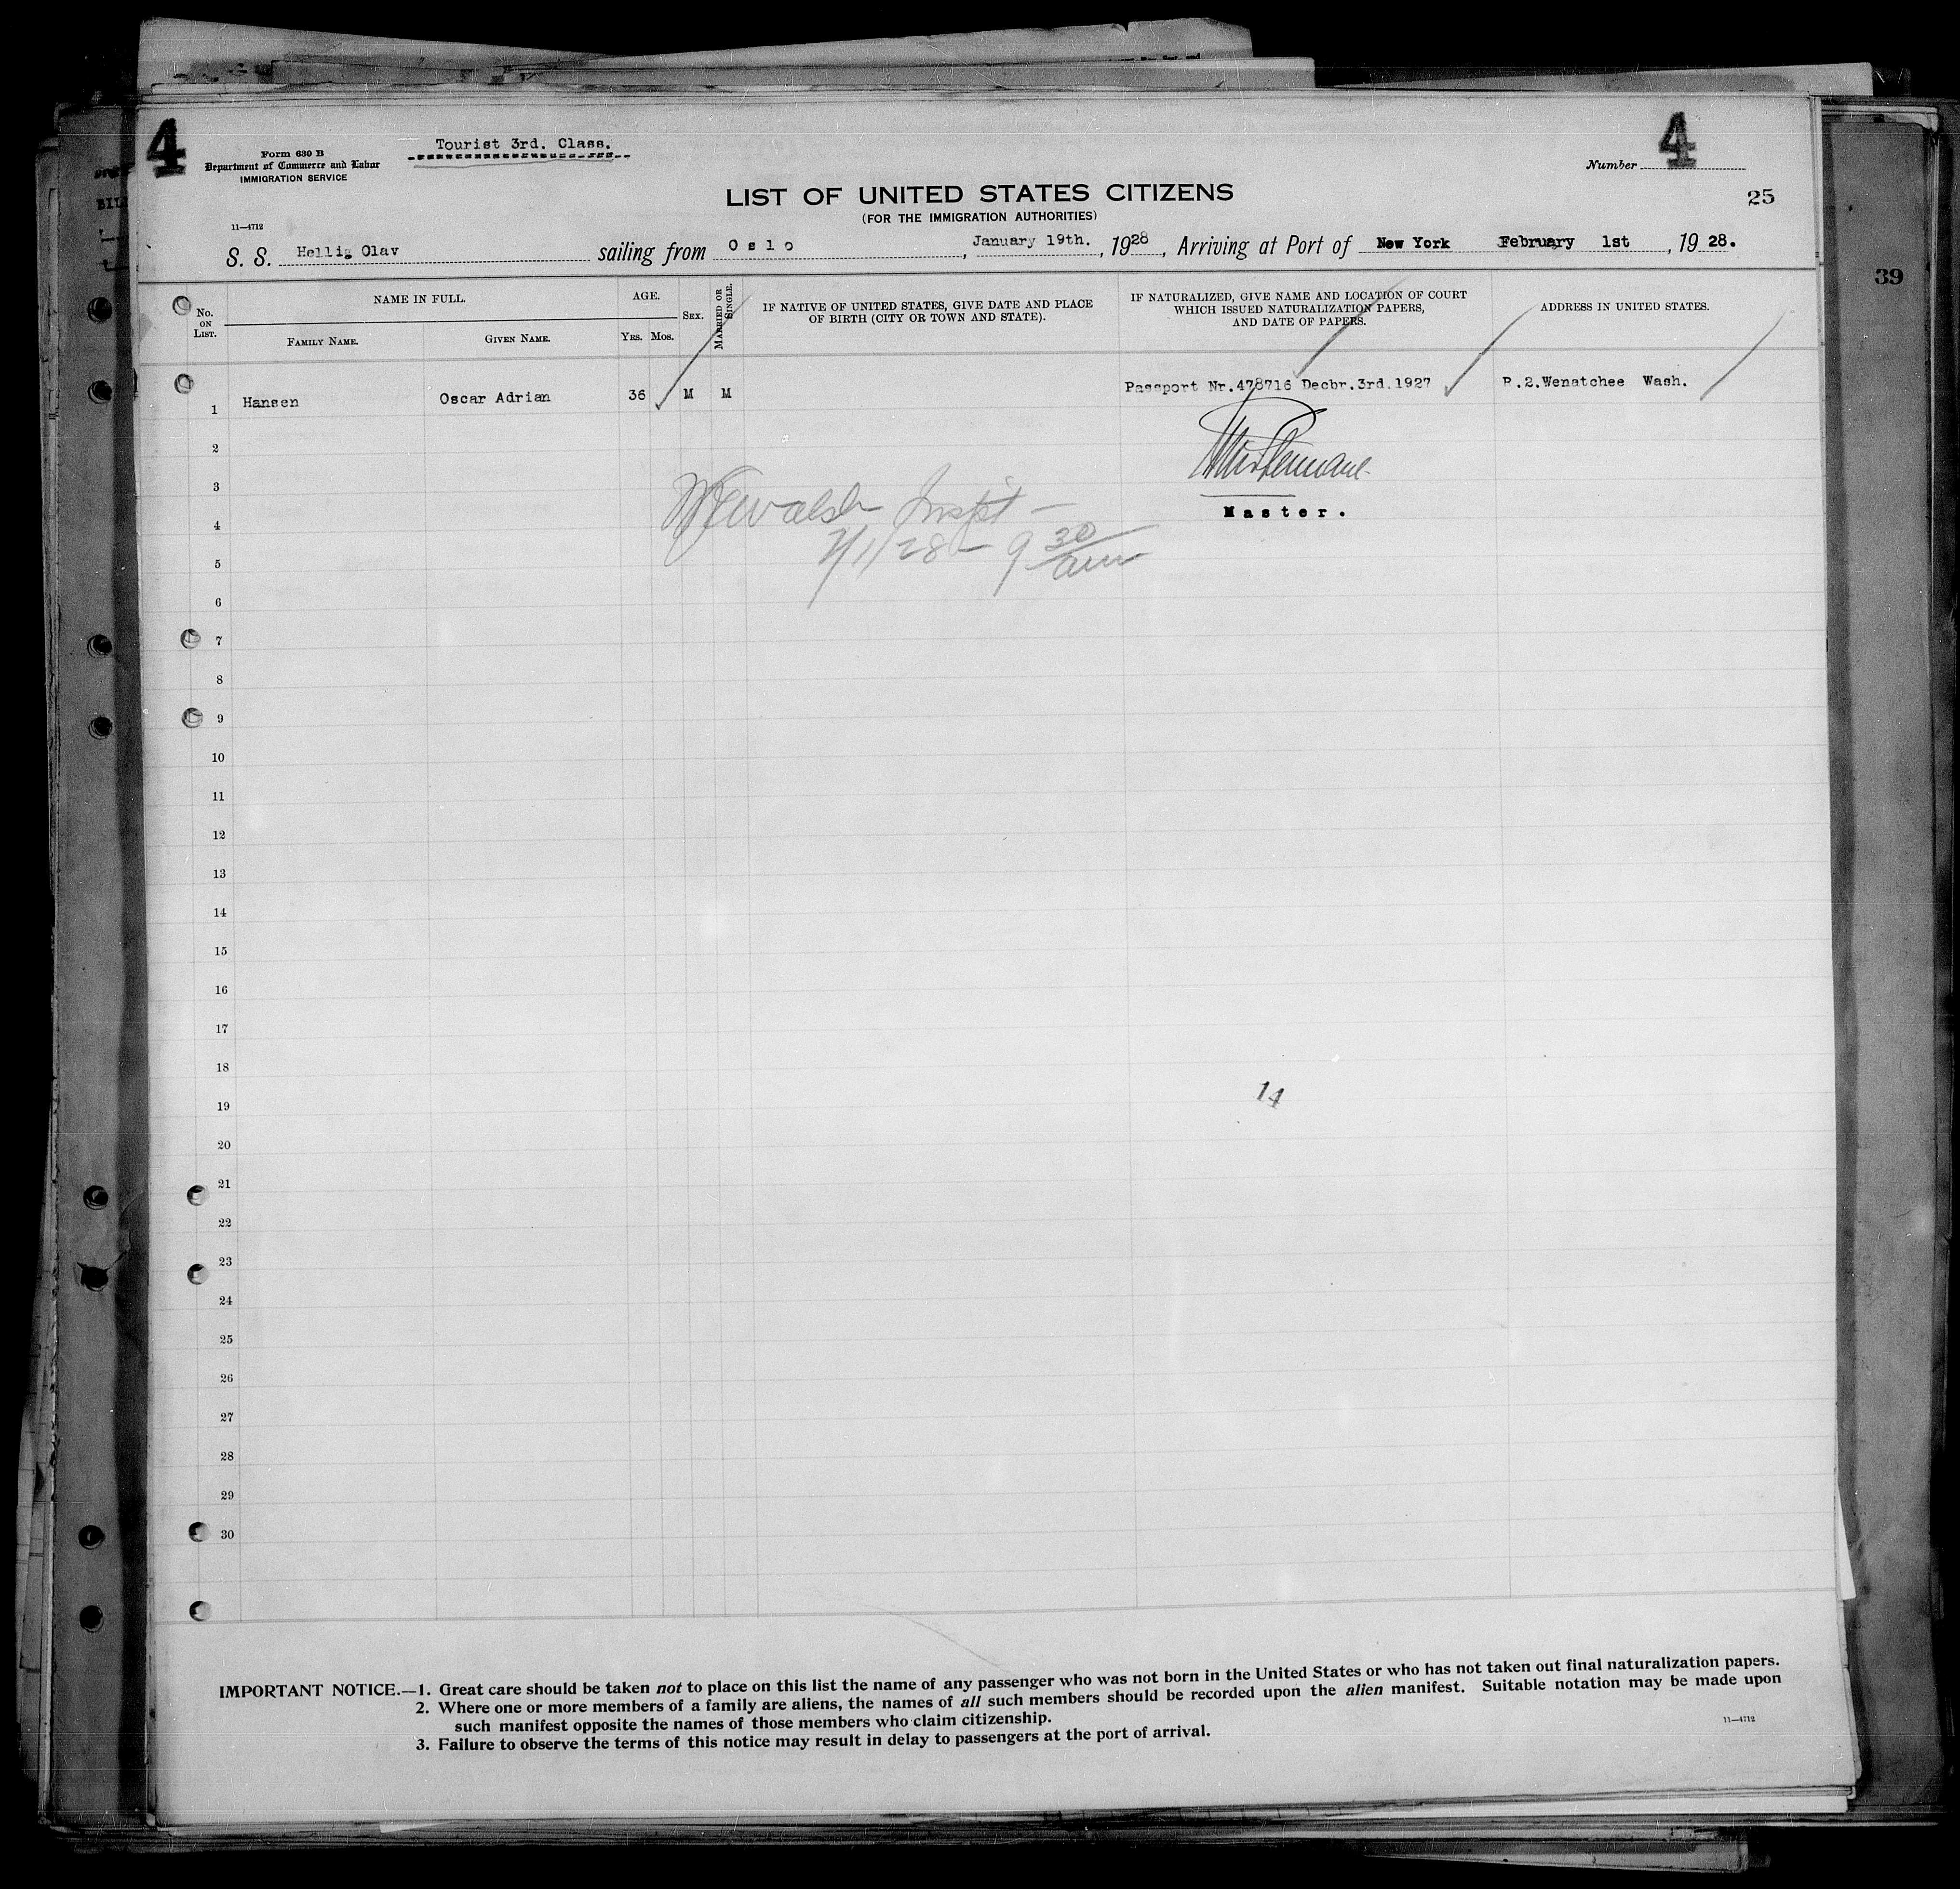 4
Form 630 B
Department of Commerce and Labor
IMMIGRATION SERVICE
Tourist 3rd. Class.
Number 4
25
LIST OF UNITED STATES CITIZENS
(FOR THE IMMIGRATION AUTHORITIES)
11—4712
S. S. Hellig Olav sailing from Oslo, January 19th., 1928, Arriving at Port of New York February 1st, 1928.
39
No. ON LIST.
NAME IN FULL.
FAMILY NAME.
GIVEN NAME.
AGE.
YRS. MOS.
SEX.
MARRIED OR SINGLE.
IF NATIVE OF UNITED STATES, GIVE DATE AND PLACE
OF BIRTH (CITY OR TOWN AND STATE).
IF NATURALIZED, GIVE NAME AND LOCATION OF COURT
WHICH ISSUED NATURALIZATION PAPERS,
AND DATE OF PAPERS.
ADDRESS IN UNITED STATES.
1 Hansen Oscar Adrian 36 M M Passport Nr.478716 Decbr.3rd.1927 R.2.Wenatchee Wash.
2
3
Master.
4
2/1/28 – 9 30 am
5
6
7
8
9
10
11
12
13
14
15
16
17
18
14
19
20
21
22
23
24
25
26
27
28
29
30
IMPORTANT NOTICE.—1. Great care should be taken not to place on this list the name of any passenger who was not born in the United States or who has not taken out final naturalization papers.
2. Where one or more members of a family are aliens, the names of all such members should be recorded upon the alien manifest. Suitable notation may be made upon
such manifest opposite the names of those members who claim citizenship.
3. Failure to observe the terms of this notice may result in delay to passengers at the port of arrival.
11—4712